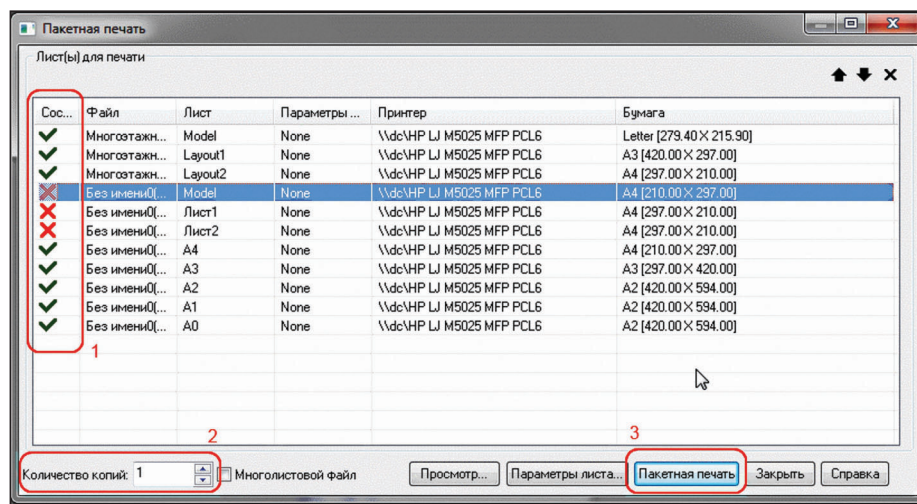 Пакетная печать
Лист(ы) для печати
Сос... Файл Лист Параметры ... Принтер Бумага
Многоэтажн... Model None \\dc\HP LJ M5025 MFP PCL6 Letter [279.40 X 215.90]
Многоэтажн... Layout1 None \\dc\HP LJ M5025 MFP PCL6 A3 [420.00 X 297.00]
Многоэтажн... Layout2 None \\dc\HP LJ M5025 MFP PCL6 A4 [297.00 X 210.00]
Без имени0(... Model None \\dc\HP LJ M5025 MFP PCL6 A4 [210.00 X 297.00]
Без имени0(... Лист1 None \\dc\HP LJ M5025 MFP PCL6 A4 [297.00 X 210.00]
Без имени0(... Лист2 None \\dc\HP LJ M5025 MFP PCL6 A4 [297.00 X 210.00]
Без имени0(... A4 None \\dc\HP LJ M5025 MFP PCL6 A4 [210.00 X 297.00]
Без имени0(... A3 None \\dc\HP LJ M5025 MFP PCL6 A3 [297.00 X 420.00]
Без имени0(... A2 None \\dc\HP LJ M5025 MFP PCL6 A2 [420.00 X 594.00]
Без имени0(... A1 None \\dc\HP LJ M5025 MFP PCL6 A2 [420.00 X 594.00]
Без имени0(... A0 None \\dc\HP LJ M5025 MFP PCL6 A2 [420.00 X 594.00]
1
2 3
Количество копий: 1 Многолистовой файл Просмотр... Параметры листа... Пакетная печать Закрыть Справка